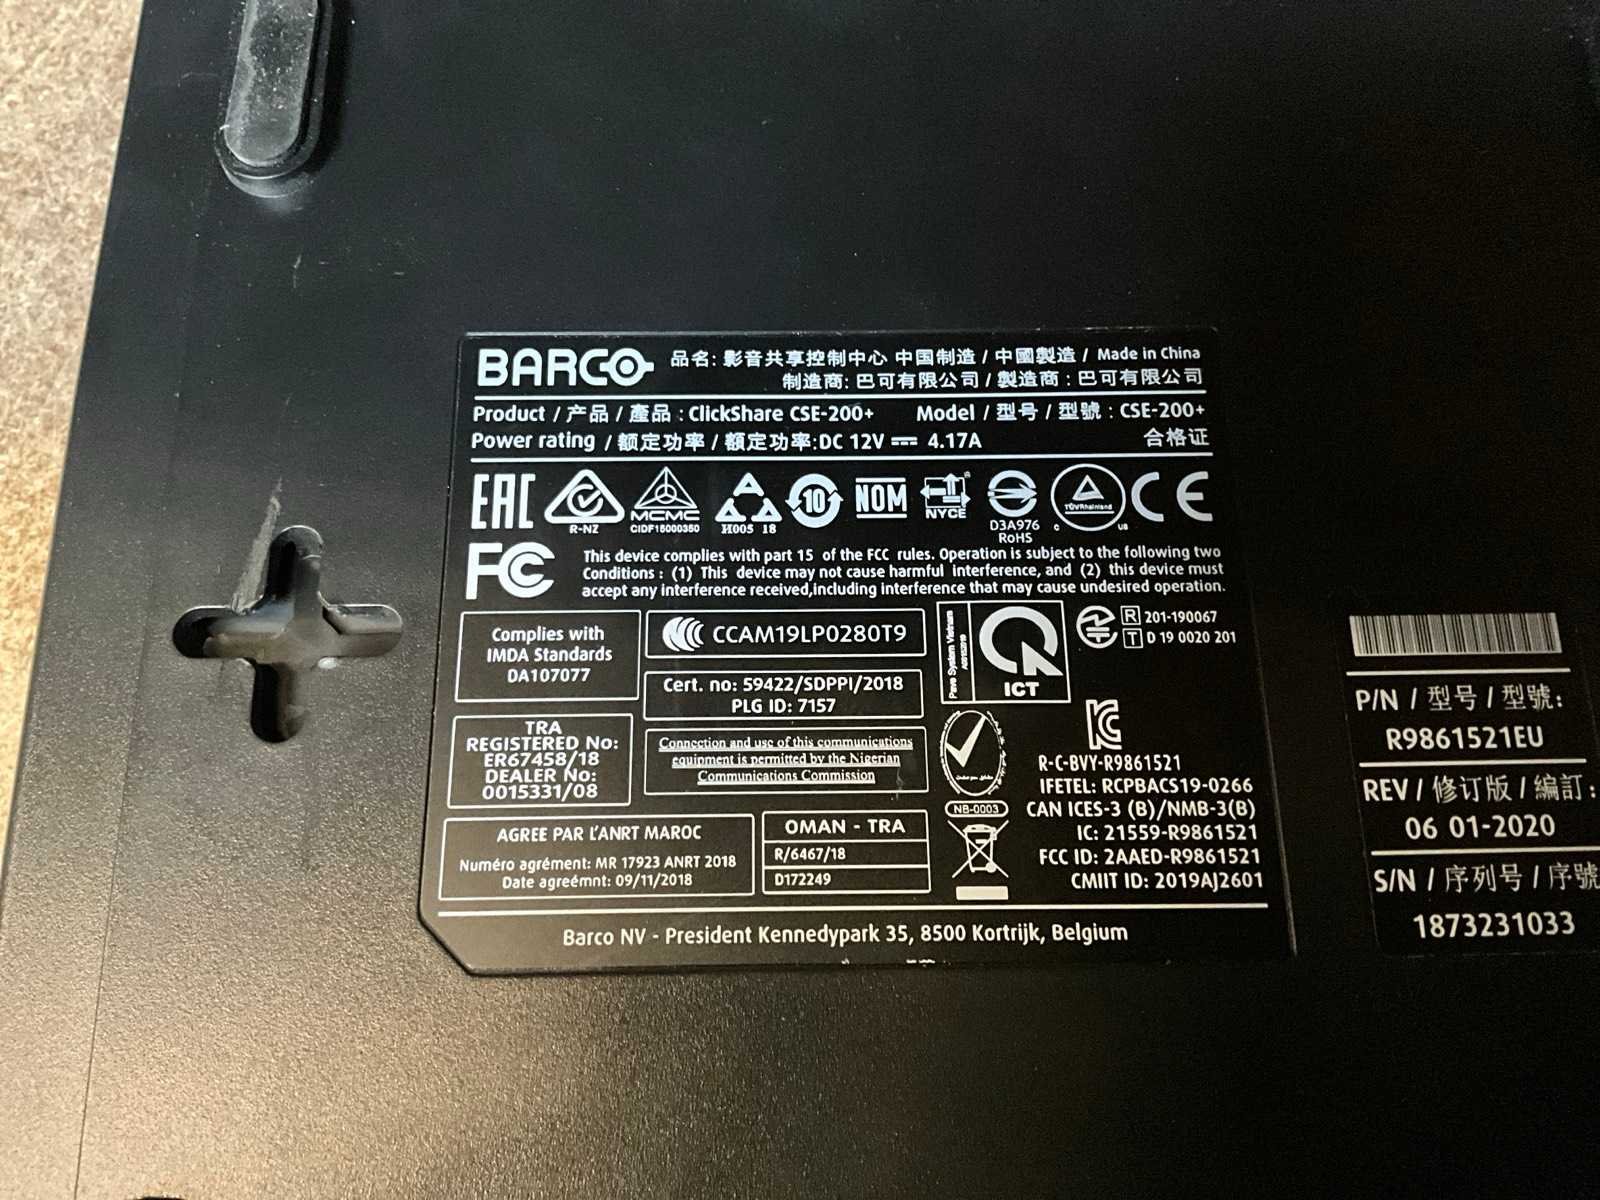 BARCO
品名: 影音共享控制中心 中国制造 / 中國製造 / Made in China
制造商: 巴可有限公司 / 製造商 : 巴可有限公司
Product / 产品 / 產品 : ClickShare CSE-200+ Model / 型号 / 型號 : CSE-200+
Power rating / 额定功率 / 額定功率:DC 12V ⎓ 4.17A 合格证
EAC
R-NZ
MCMC
CIDF15000350
H005 18
10
NOM
NYCE
D3A976
RoHS
TÜVRheinland
C US
CE
FC
This device complies with part 15 of the FCC rules. Operation is subject to the following two
Conditions : (1) This device may not cause harmful interference, and (2) this device must
accept any interference received,including interference that may cause undesired operation.
Complies with
IMDA Standards
DA107077
CCAM19LP0280T9
Cert. no: 59422/SDPPI/2018
PLG ID: 7157
ICT
R 201-190067
T D 19 0020 201
TRA
REGISTERED No:
ER67458/18
DEALER No:
0015331/08
Connection and use of this communications
equipment is permitted by the Nigerian
Communications Commission
NB-0003
R-C-BVY-R9861521
IFETEL: RCPBACS19-0266
CAN ICES-3 (B)/NMB-3(B)
IC: 21559-R9861521
FCC ID: 2AAED-R9861521
CMIIT ID: 2019AJ2601
AGREE PAR L'ANRT MAROC
Numéro agrément: MR 17923 ANRT 2018
Date agreémnt: 09/11/2018
OMAN - TRA
R/6467/18
D172249
Barco NV - President Kennedypark 35, 8500 Kortrijk, Belgium
P/N / 型号 / 型號:
R9861521EU
REV / 修订版 / 編訂:
06 01-2020
S/N / 序列号 / 序號
1873231033